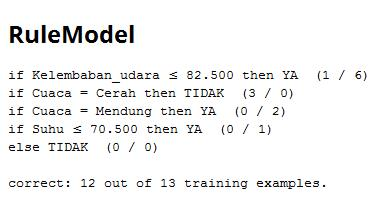 RuleModel
if Kelembaban_udara ≤ 82.500 then YA (1 / 6)
if Cuaca = Cerah then TIDAK (3 / 0)
if Cuaca = Mendung then YA (0 / 2)
if Suhu ≤ 70.500 then YA (0 / 1)
else TIDAK (0 / 0)
correct: 12 out of 13 training examples.